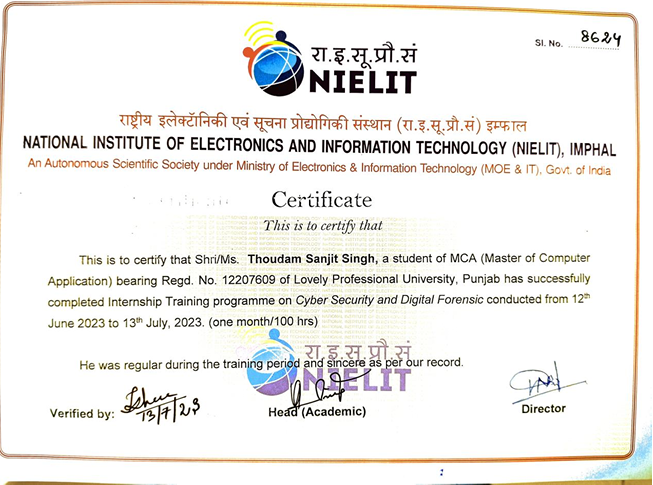 Sl. No. 8624
रा.इ.सू.प्रौ.सं
NIELIT
राष्ट्रीय इलेक्ट्रॉनिकी एवं सूचना प्रोद्योगिकी संस्थान (रा.इ.सू.प्रौ.सं) इम्फाल
NATIONAL INSTITUTE OF ELECTRONICS AND INFORMATION TECHNOLOGY (NIELIT), IMPHAL
An Autonomous Scientific Society under Ministry of Electronics & Information Technology (MOE & IT), Govt. of India
Certificate
This is to certify that
This is to certify that Shri/Ms. Thoudam Sanjit Singh, a student of MCA (Master of Computer
Application) bearing Regd. No. 12207609 of Lovely Professional University, Punjab has successfully
completed Internship Training programme on Cyber Security and Digital Forensic conducted from 12th
June 2023 to 13th July, 2023. (one month/100 hrs)
रा.इ.सू.प्रौ.सं
He was regular during the training period and sincere as per our record.
NIELIT
Verified by: 13/7/23
Head (Academic)
Director